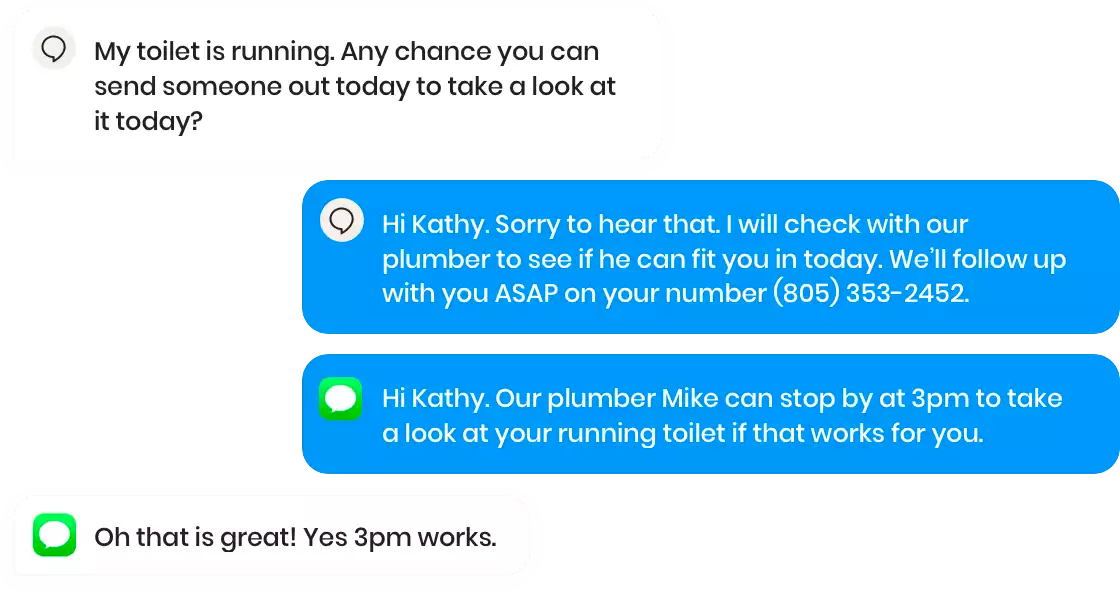 My toilet is running. Any chance you can
send someone out today to take a look at
it today?
Hi Kathy. Sorry to hear that. I will check with our
plumber to see if he can fit you in today. We’ll follow up
with you ASAP on your number (805) 353-2452.
Hi Kathy. Our plumber Mike can stop by at 3pm to take
a look at your running toilet if that works for you.
Oh that is great! Yes 3pm works.